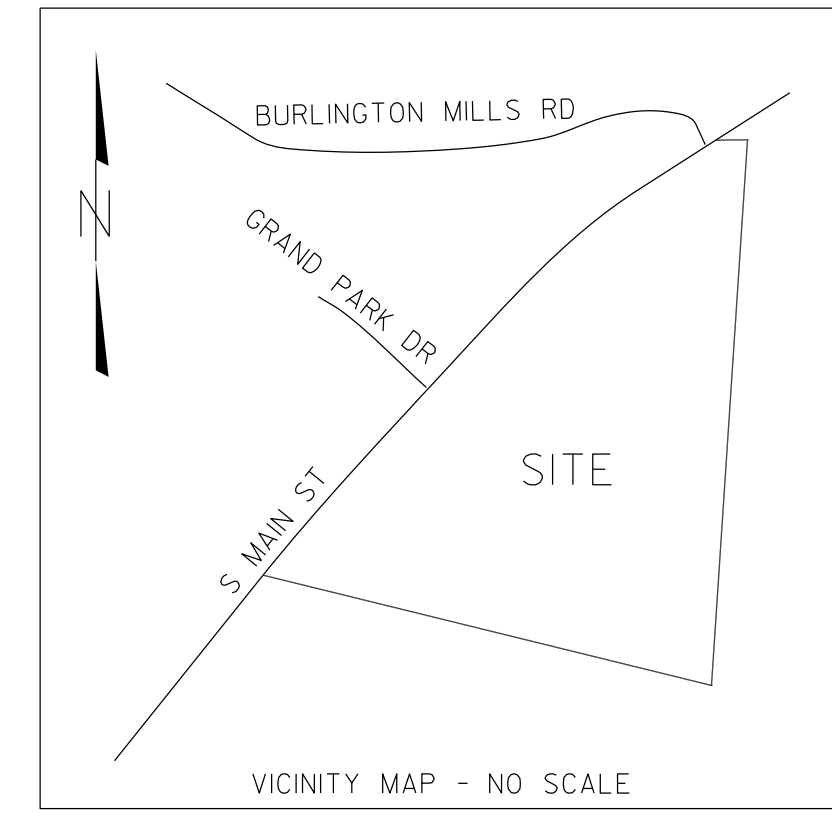 BURLINGTON MILLS RD
N
GRAND PARK DR
SITE
S MAIN ST
VICINITY MAP - NO SCALE